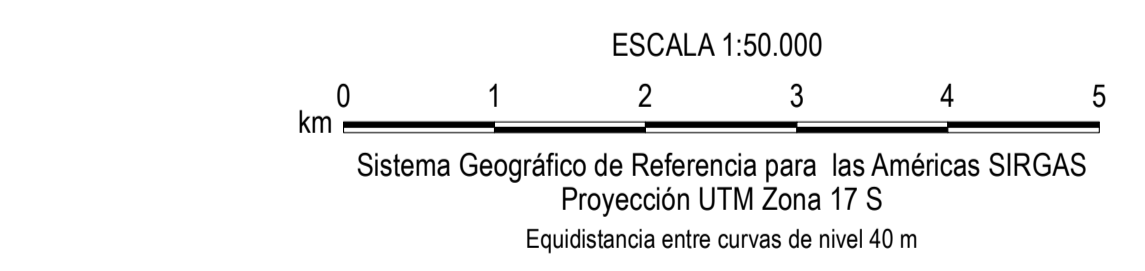 ESCALA 1:50.000
0 1 2 3 4 5
km
Sistema Geográfico de Referencia para las Américas SIRGAS
Proyección UTM Zona 17 S
Equidistancia entre curvas de nivel 40 m